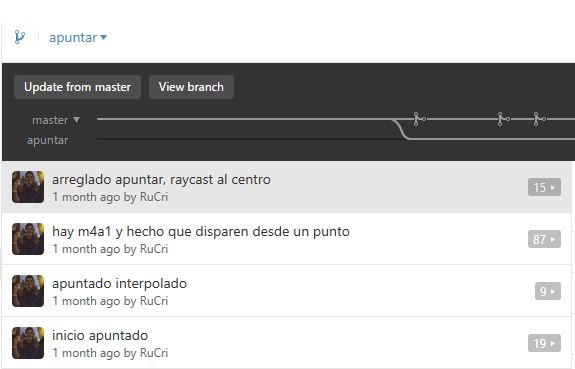 apuntar
Update from master
View branch
master
apuntar
arreglado apuntar, raycast al centro
1 month ago by RuCri
15
hay m4a1 y hecho que disparen desde un punto
1 month ago by RuCri
87
apuntado interpolado
1 month ago by RuCri
9
inicio apuntado
1 month ago by RuCri
19